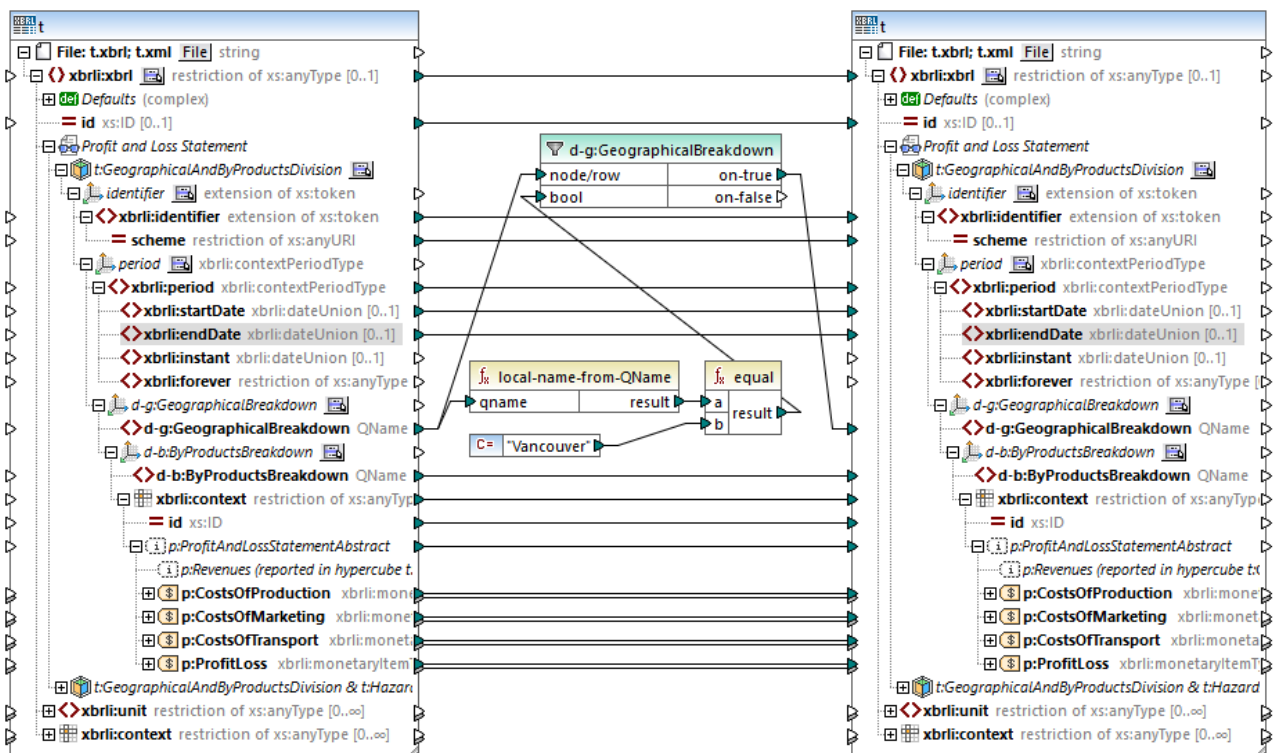 t
File: t.xbrl; t.xml File string
xbrli:xbrl restriction of xs:anyType [0..1]
def Defaults (complex)
id xs:ID [0..1]
Profit and Loss Statement
t:GeographicalAndByProductsDivision
identifier extension of xs:token
xbrli:identifier extension of xs:token
scheme restriction of xs:anyURI
period xbrli:contextPeriodType
xbrli:period xbrli:contextPeriodType
xbrli:startDate xbrli:dateUnion [0..1]
xbrli:endDate xbrli:dateUnion [0..1]
xbrli:instant xbrli:dateUnion [0..1]
xbrli:forever restriction of xs:anyType
d-g:GeographicalBreakdown
d-g:GeographicalBreakdown QName
d-b:ByProductsBreakdown
d-b:ByProductsBreakdown QName
xbrli:context restriction of xs:anyTyp
id xs:ID
p:ProfitAndLossStatementAbstract
p:Revenues (reported in hypercube t.
p:CostsOfProduction xbrli:mone
p:CostsOfMarketing xbrli:monet
p:CostsOfTransport xbrli:moneta
p:ProfitLoss xbrli:monetaryItemT
t:GeographicalAndByProductsDivision & t:Hazard
xbrli:unit restriction of xs:anyType [0..∞]
xbrli:context restriction of xs:anyType [0..∞]
d-g:GeographicalBreakdown
node/row on-true
bool on-false
fx local-name-from-QName
qname result
fx equal
a
b
result
C= "Vancouver"
t
File: t.xbrl; t.xml File string
xbrli:xbrl restriction of xs:anyType [0..1]
def Defaults (complex)
id xs:ID [0..1]
Profit and Loss Statement
t:GeographicalAndByProductsDivision
identifier extension of xs:token
xbrli:identifier extension of xs:token
scheme restriction of xs:anyURI
period xbrli:contextPeriodType
xbrli:period xbrli:contextPeriodType
xbrli:startDate xbrli:dateUnion [0..1]
xbrli:endDate xbrli:dateUnion [0..1]
xbrli:instant xbrli:dateUnion [0..1]
xbrli:forever restriction of xs:anyType [
d-g:GeographicalBreakdown
d-g:GeographicalBreakdown QName
d-b:ByProductsBreakdown
d-b:ByProductsBreakdown QName
xbrli:context restriction of xs:anyType
id xs:ID
p:ProfitAndLossStatementAbstract
p:Revenues (reported in hypercube t:
p:CostsOfProduction xbrli:mone
p:CostsOfMarketing xbrli:monet
p:CostsOfTransport xbrli:moneta
p:ProfitLoss xbrli:monetaryItemT
t:GeographicalAndByProductsDivision & t:Hazard
xbrli:unit restriction of xs:anyType [0..∞]
xbrli:context restriction of xs:anyType [0..∞]